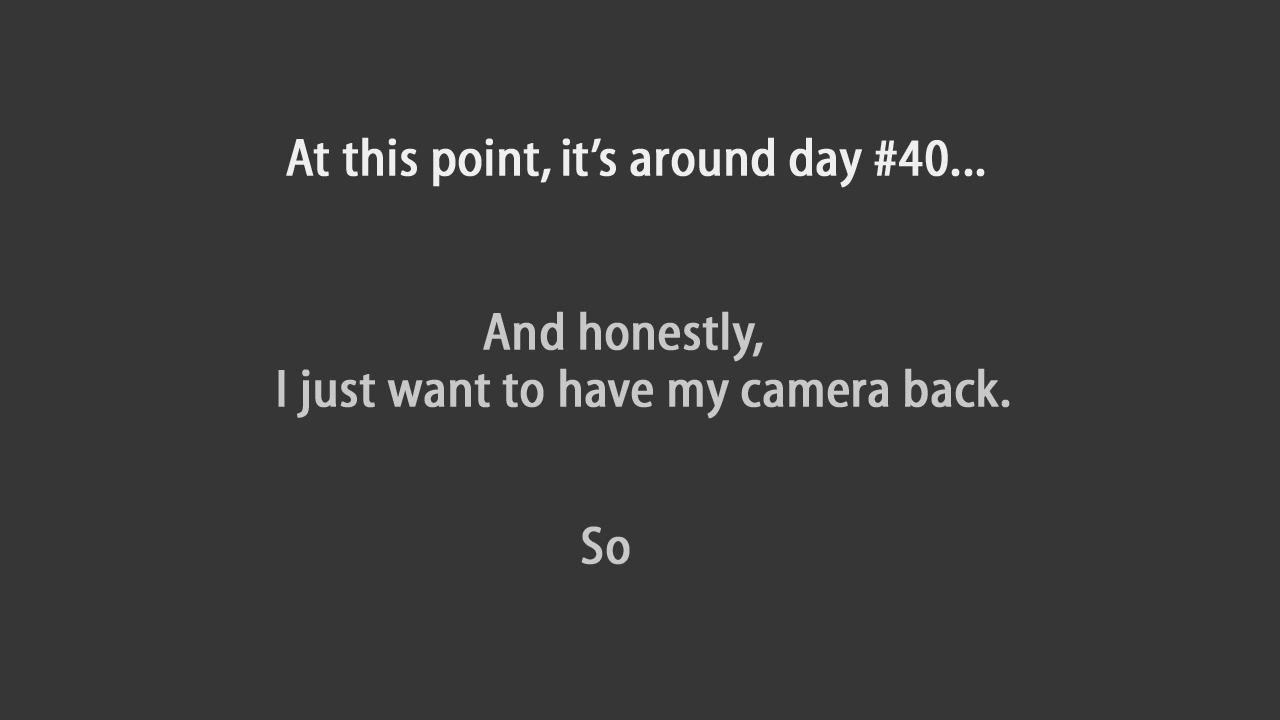 At this point, it’s around day #40...
And honestly,
I just want to have my camera back.
So